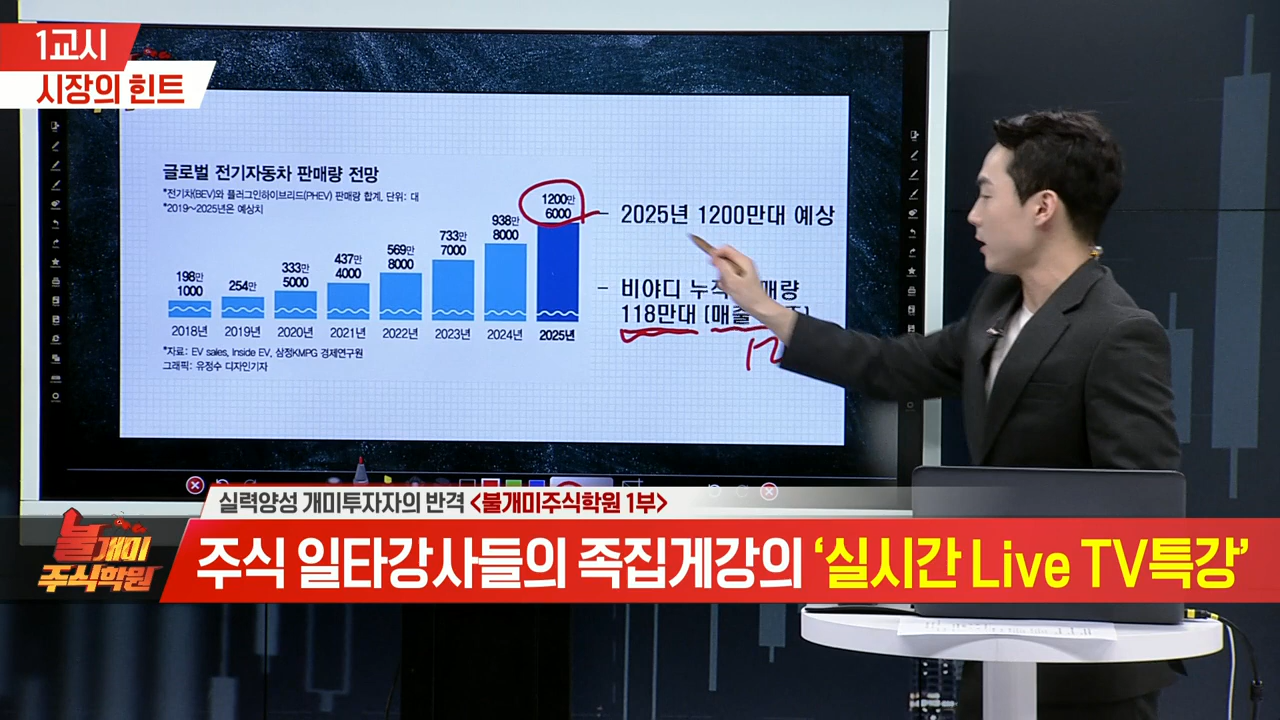 1교시
시장의 힌트
글로벌 전기자동차 판매량 전망
*전기차(BEV)와 플러그인하이브리드(PHEV) 판매량 합계, 단위: 대
*2019~2025년은 예상치
198만
1000
254만
333만
5000
437만
4000
569만
8000
733만
7000
938만
8000
1200만
6000
2018년 2019년 2020년 2021년 2022년 2023년 2024년 2025년
*자료: EV sales, Inside EV, 삼정KMPG 경제연구원
그래픽: 유정수 디자인기자
- 2025년 1200만대 예상
- 비야디
118만대 [매출
실력양성 개미투자자의 반격 <불개미주식학원 1부>
불개미
주식학원
주식 일타강사들의 족집게강의 ‘실시간 Live TV특강’